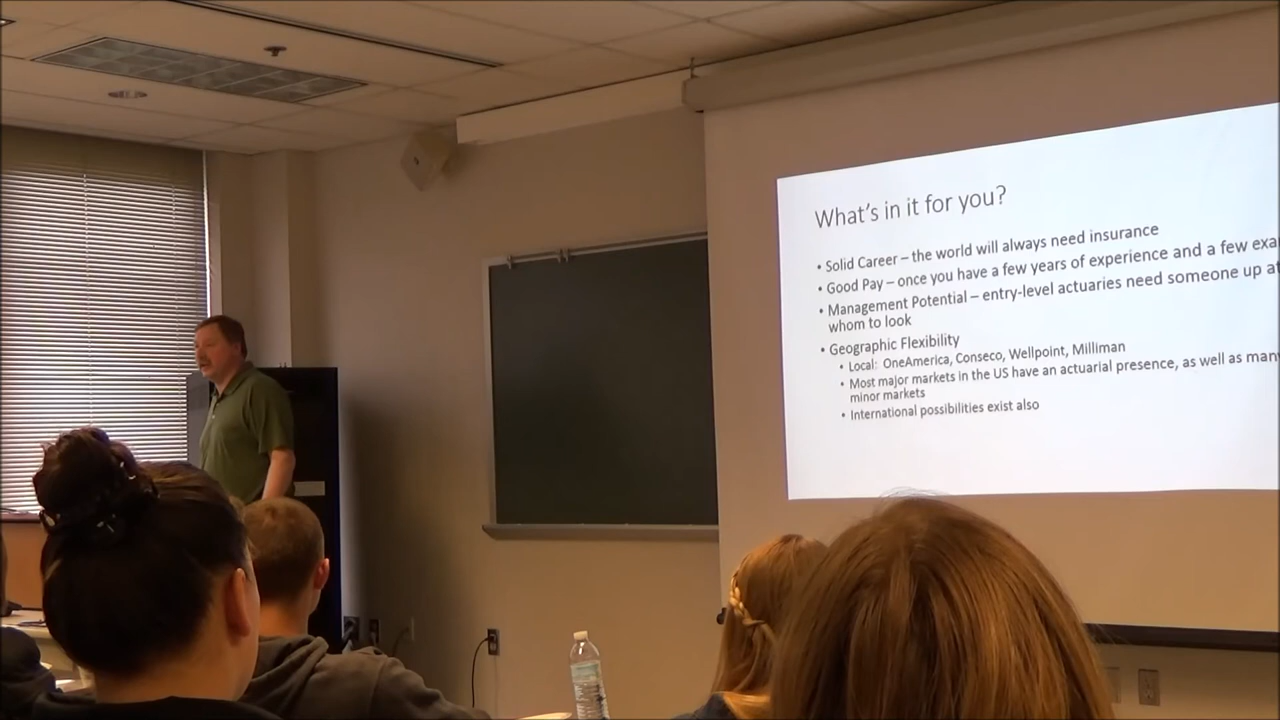 What's in it for you?
• Solid Career – the world will always need insurance
• Good Pay – once you have a few years of experience and a few exa
• Management Potential – entry-level actuaries need someone up at
whom to look
• Geographic Flexibility
• Local: OneAmerica, Conseco, Wellpoint, Milliman
• Most major markets in the US have an actuarial presence, as well as man
minor markets
• International possibilities exist also